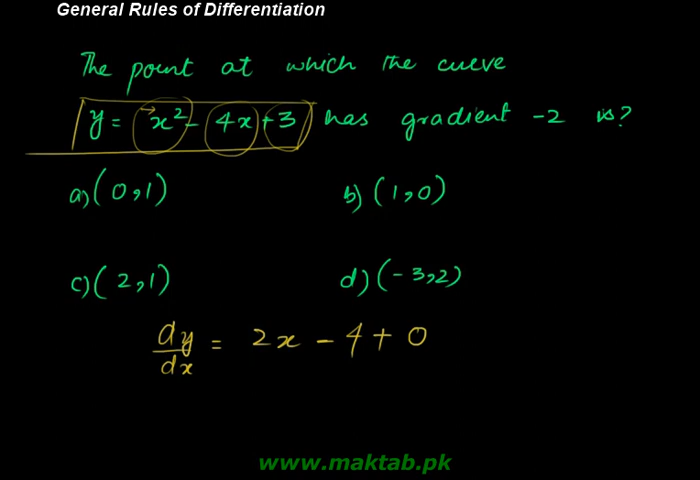 General Rules of Differentiation
The point at which the curve
y = x² - 4x + 3 has gradient -2 is?
a) (0,1) b) (1,0)
c) (2,1) d) (-3,2)
dy/dx = 2x - 4 + 0
www.maktab.pk